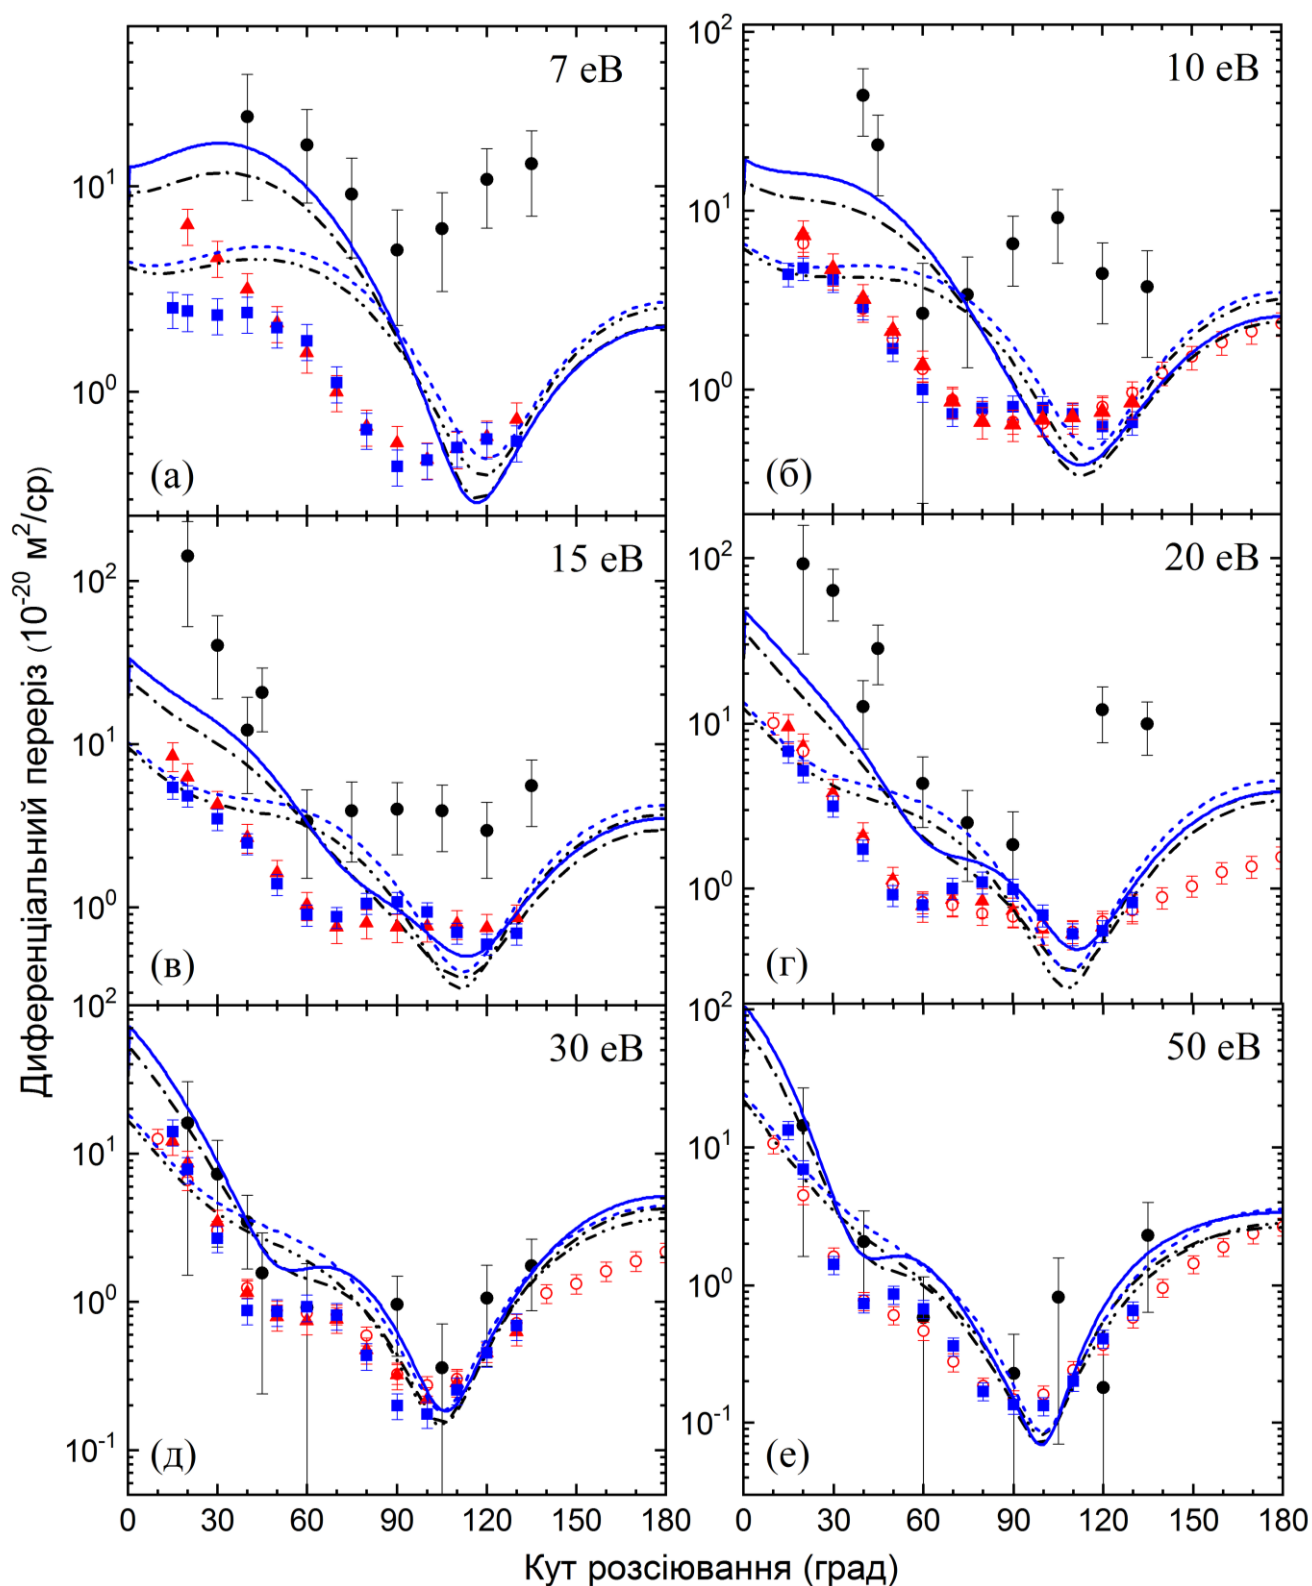 Диференціальний переріз (10⁻²⁰ м²/ср)
7 еВ
10¹
10⁰
(а)
10 еВ
10²
10¹
10⁰
(б)
15 еВ
10²
10¹
10⁰
(в)
20 еВ
10²
10¹
10⁰
(г)
30 еВ
10²
10¹
10⁰
10⁻¹
(д)
50 еВ
10²
10¹
10⁰
10⁻¹
(е)
0 30 60 90 120 150 180
0 30 60 90 120 150 180
Кут розсіювання (град)